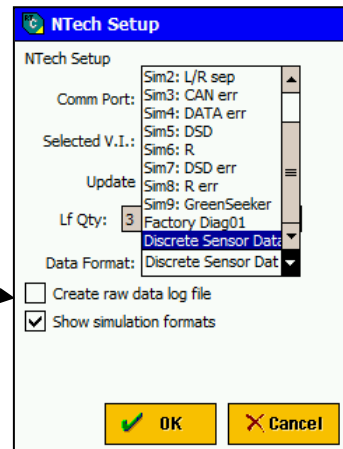 NTech Setup
NTech Setup
Sim2: L/R sep
Comm Port:
Sim3: CAN err
Sim4: DATA err
Selected V.I.:
Sim5: DSD
Sim6: R
Update
Sim7: DSD err
Sim8: R err
Sim9: GreenSeeker
Lf Qty: 3
Factory Diag01
Discrete Sensor Data
Data Format: Discrete Sensor Dat
Create raw data log file
Show simulation formats
OK
Cancel